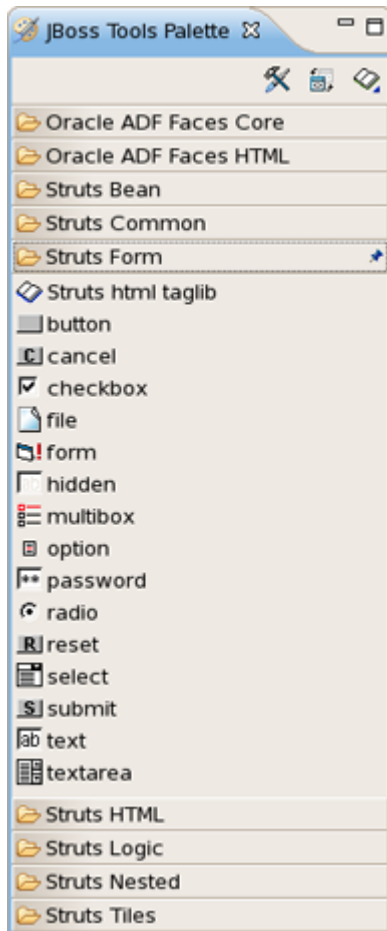 JBoss Tools Palette
Oracle ADF Faces Core
Oracle ADF Faces HTML
Struts Bean
Struts Common
Struts Form
Struts html taglib
button
C cancel
checkbox
file
form
hidden
multibox
option
password
radio
R reset
select
S submit
ab text
textarea
Struts HTML
Struts Logic
Struts Nested
Struts Tiles